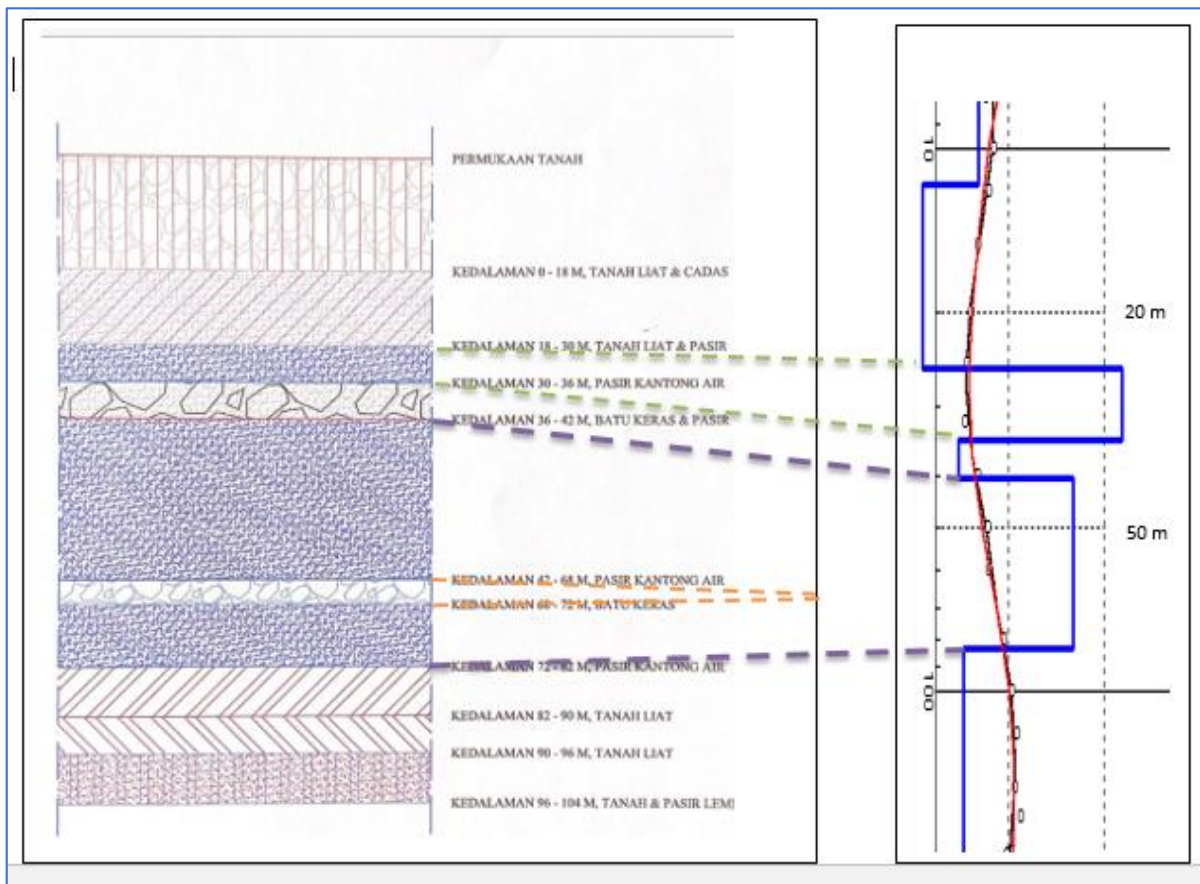 PERMUKAAN TANAH
KEDALAMAN 0 - 18 M, TANAH LIAT & CADAS
KEDALAMAN 18 - 30 M, TANAH LIAT & PASIR
KEDALAMAN 30 - 36 M, PASIR KANTONG AIR
KEDALAMAN 36 - 42 M, BATU KERAS & PASIR
KEDALAMAN 42 - 68 M, PASIR KANTONG AIR
KEDALAMAN 68 - 72 M, BATU KERAS
KEDALAMAN 72 - 82 M, PASIR KANTONG AIR
KEDALAMAN 82 - 90 M, TANAH LIAT
KEDALAMAN 90 - 96 M, TANAH LIAT
KEDALAMAN 96 - 104 M, TANAH & PASIR LEM
10
20 m
50 m
100